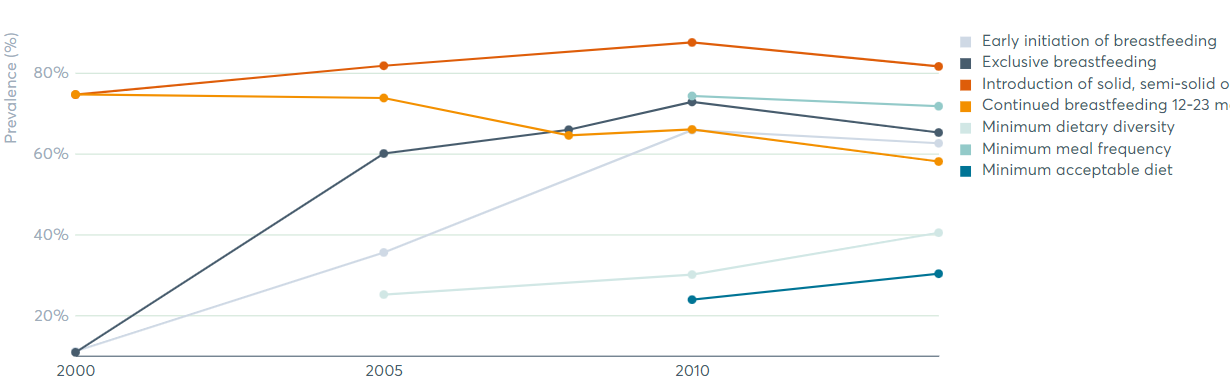 Prevalence (%)
80%
60%
40%
20%
2000
2005
2010
Early initiation of breastfeeding
Exclusive breastfeeding
Introduction of solid, semi-solid o
Continued breastfeeding 12-23 m
Minimum dietary diversity
Minimum meal frequency
Minimum acceptable diet